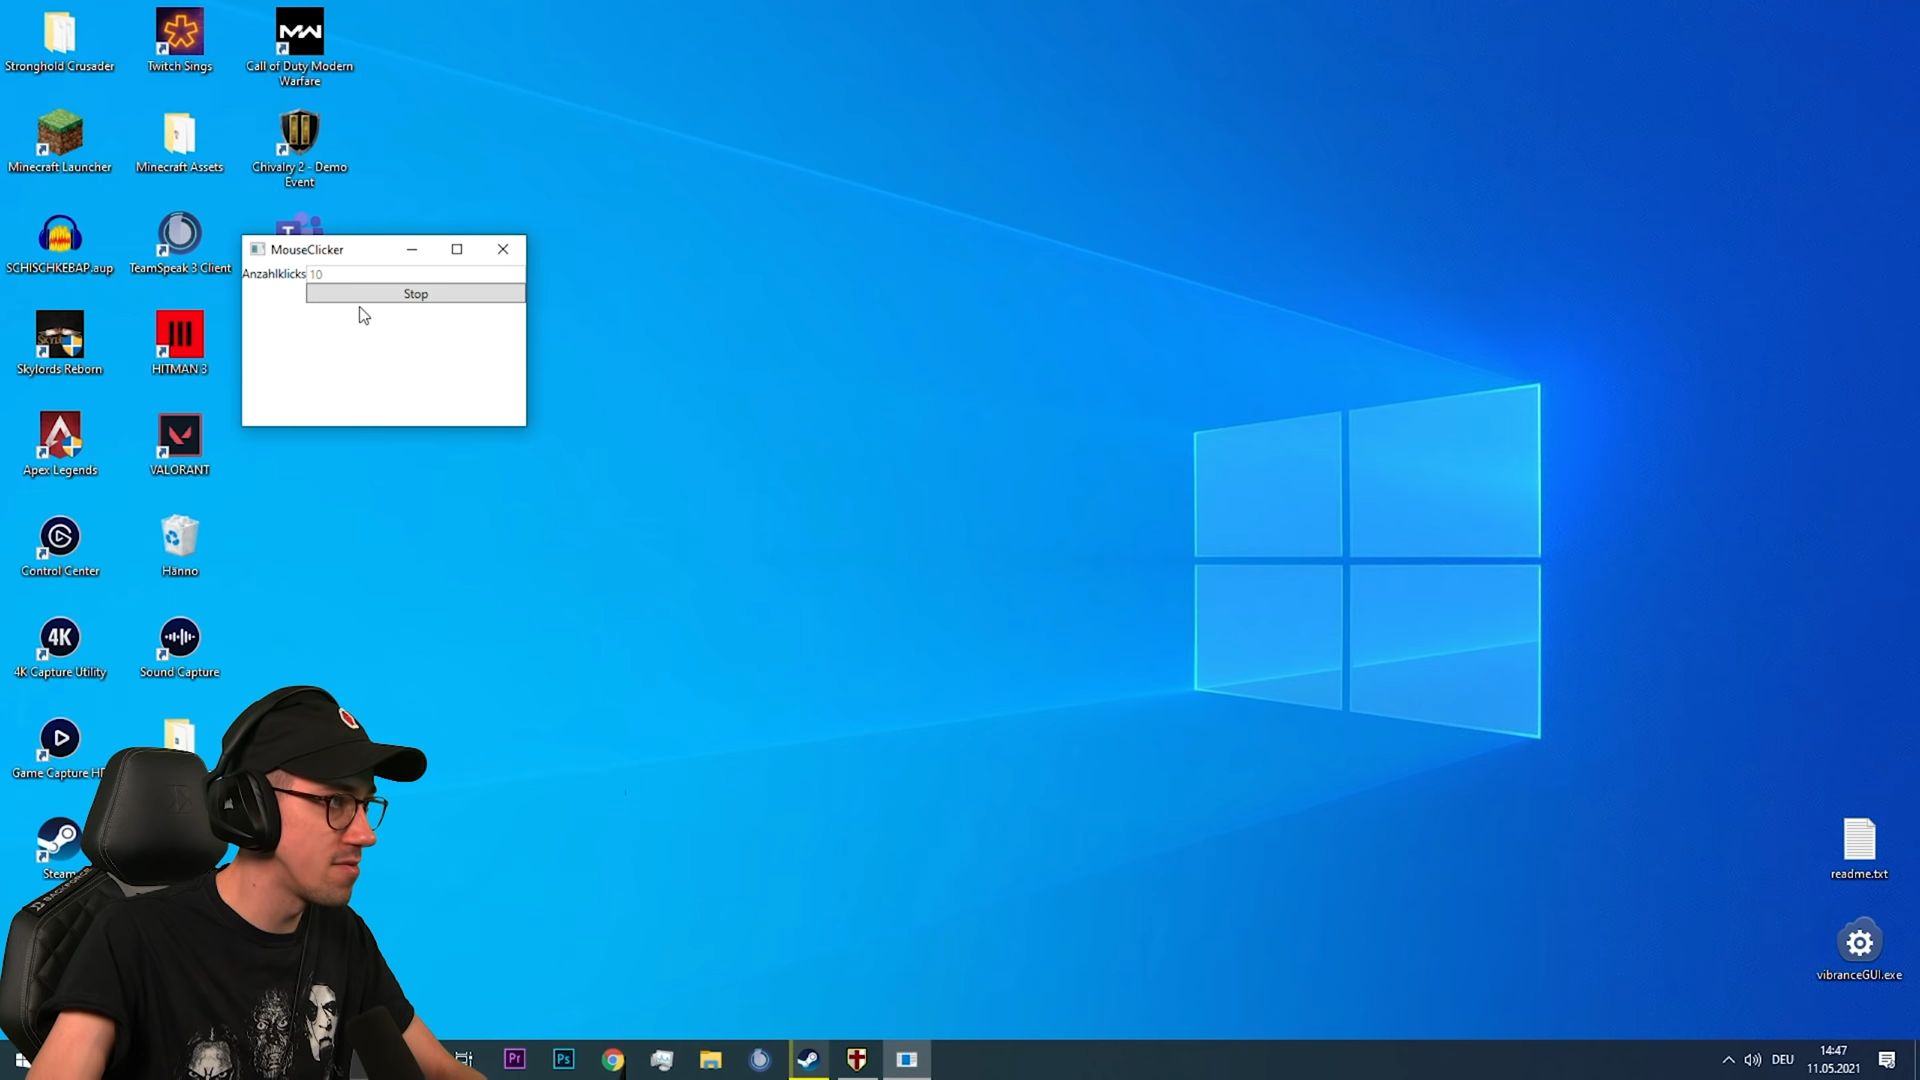 Stronghold Crusader
Twitch Sings
Call of Duty Modern
Warfare
Minecraft Launcher
Minecraft Assets
Chivalry 2 - Demo
Event
SCHISCHKEBAP.aup
TeamSpeak 3 Client
MouseClicker
Anzahlklicks 10
Stop
Skylords Reborn
HITMAN 3
Apex Legends
VALORANT
Control Center
Hänno
4K
4K Capture Utility
Sound Capture
Game Capture H
Steam
readme.txt
vibranceGUI.exe
Pr
Ps
DEU
14:47
11.05.2021